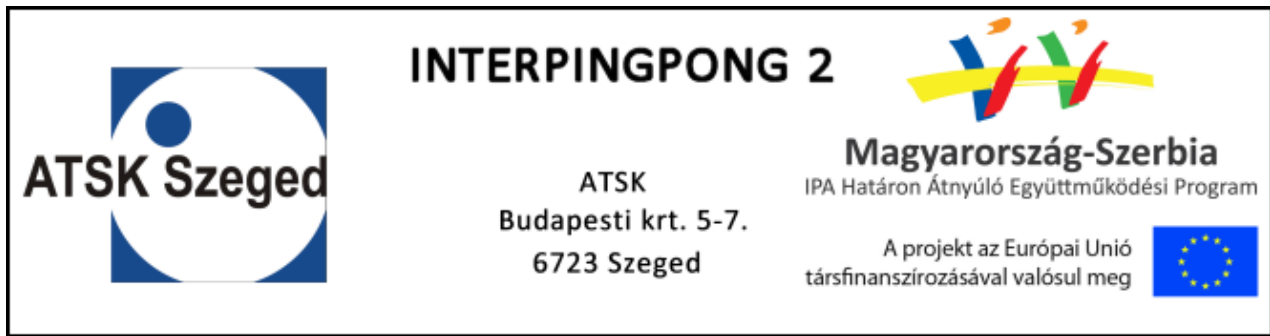 ATSK Szeged
INTERPINGPONG 2
ATSK
Budapesti krt. 5-7.
6723 Szeged
Magyarország-Szerbia
IPA Határon Átnyúló Együttműködési Program
A projekt az Európai Unió
társfinanszírozásával valósul meg